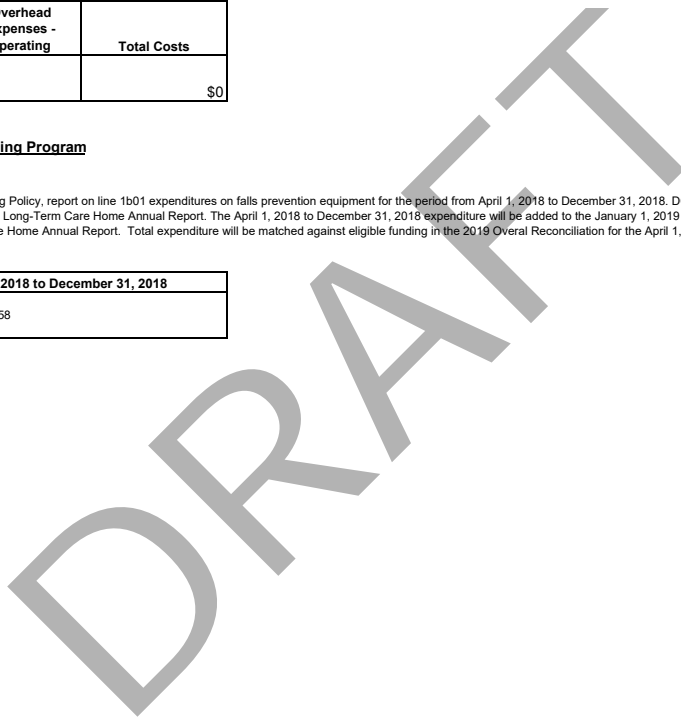 verhead
xpenses -
perating
Total Costs
$0
ing Program
g Policy, report on line 1b01 expenditures on falls prevention equipment for the period from April 1, 2018 to December 31, 2018. D
Long-Term Care Home Annual Report. The April 1, 2018 to December 31, 2018 expenditure will be added to the January 1, 2019
e Home Annual Report. Total expenditure will be matched against eligible funding in the 2019 Overal Reconciliation for the April 1,
2018 to December 31, 2018
58
DRAFT